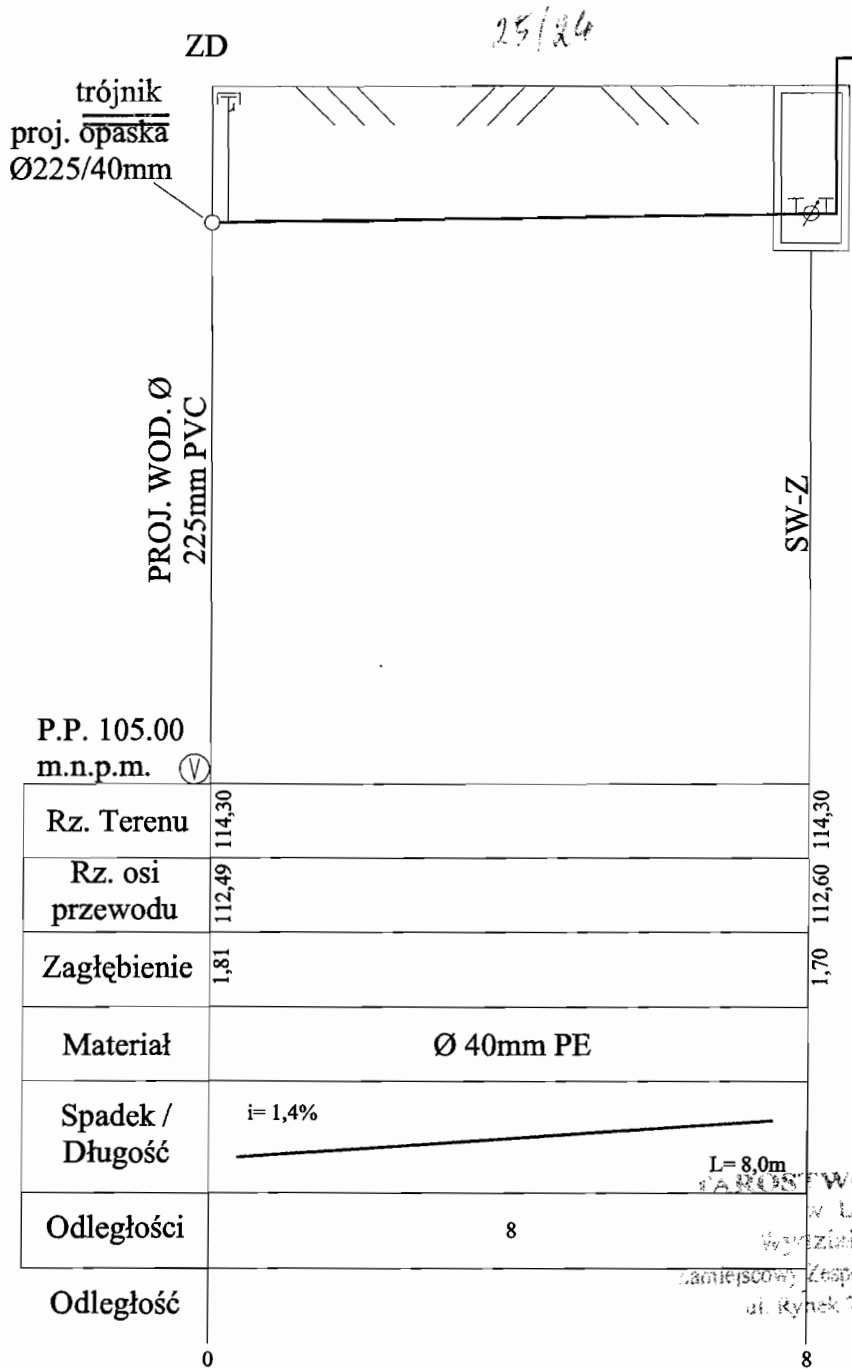 25/24
ZD
trójnik
proj. opaska
Ø225/40mm
PROJ. WOD. Ø
225mm PVC
SW-Z
P.P. 105.00
m.n.p.m.
Rz. Terenu 114,30 114,30
Rz. osi
przewodu 112,49 112,60
Zagłębienie 1,81 1,70
Materiał Ø 40mm PE
Spadek /
Długość
i= 1,4%
L= 8,0m
Odległości 8
w
ul. Rynek
Odległość
0 8